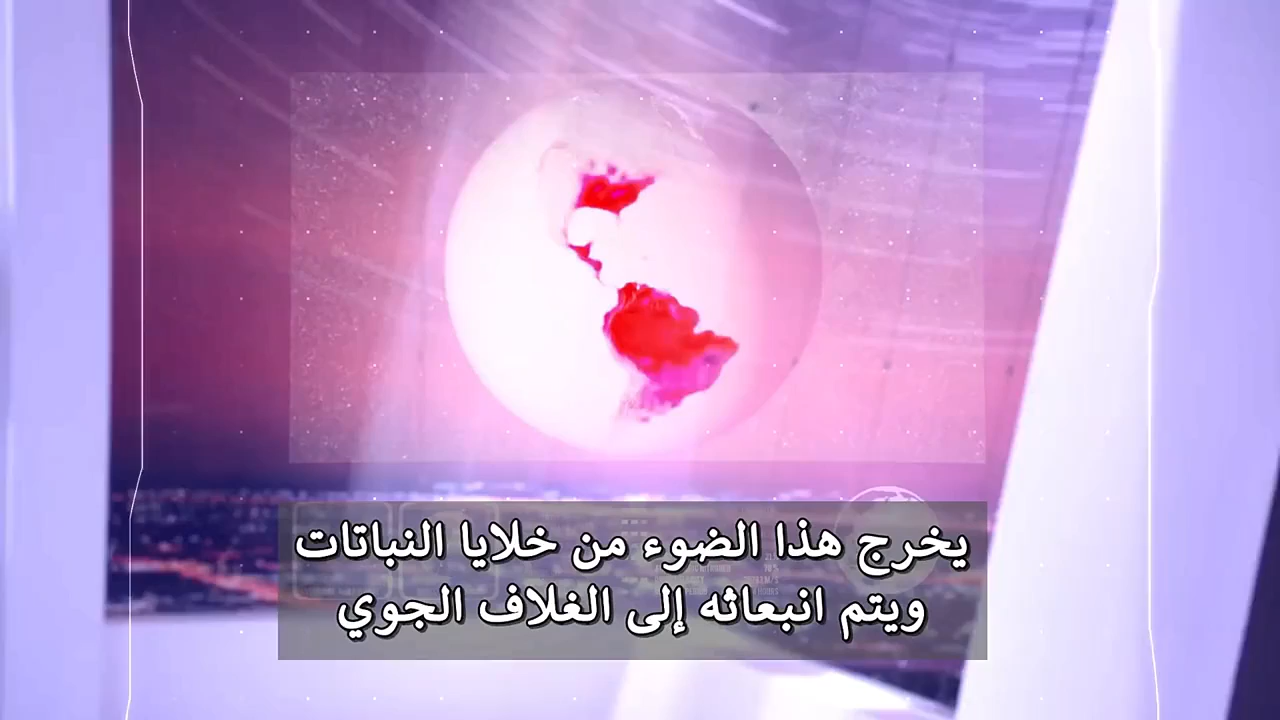 يخرج هذا الضوء من خلايا النباتات
ويتم انبعاثه إلى الغلاف الجوي